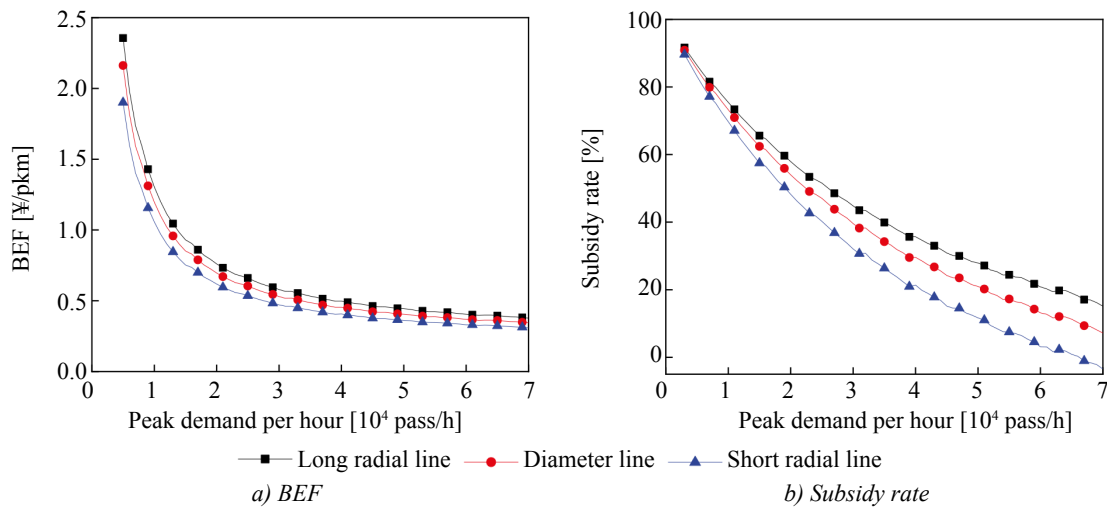 2.5
2.0
1.5
1.0
0.5
0.0
BEF [¥/pkm]
0 1 2 3 4 5 6 7
Peak demand per hour [10⁴ pass/h]
100
80
60
40
20
0
Subsidy rate [%]
0 1 2 3 4 5 6 7
Peak demand per hour [10⁴ pass/h]
Long radial line Diameter line Short radial line
a) BEF
b) Subsidy rate